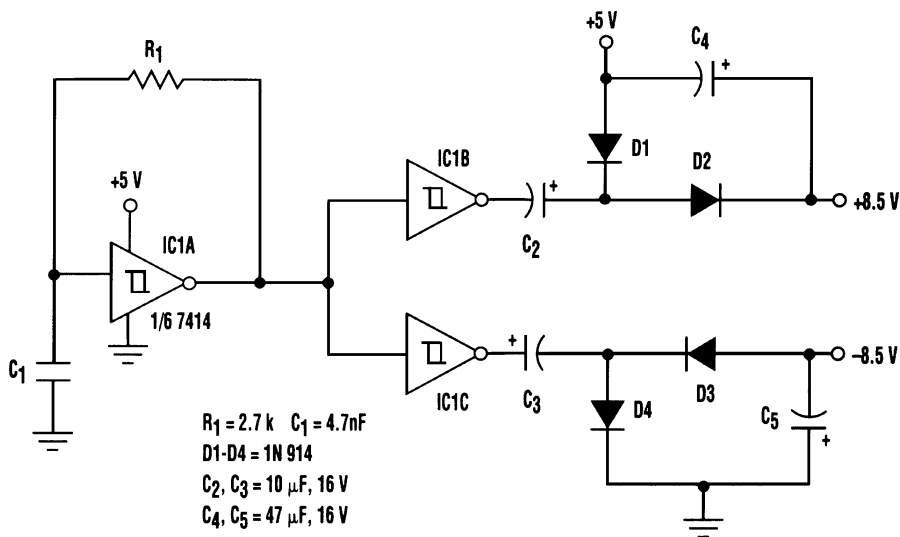 R1
+5 V
IC1A
1/6 7414
C1
IC1B
+
C2
+5 V
C4
+
D1
D2
+8.5 V
IC1C
+
C3
D4
D3
–8.5 V
C5
+
R1 = 2.7 k C1 = 4.7nF
D1-D4 = 1N 914
C2, C3 = 10 μF, 16 V
C4, C5 = 47 μF, 16 V